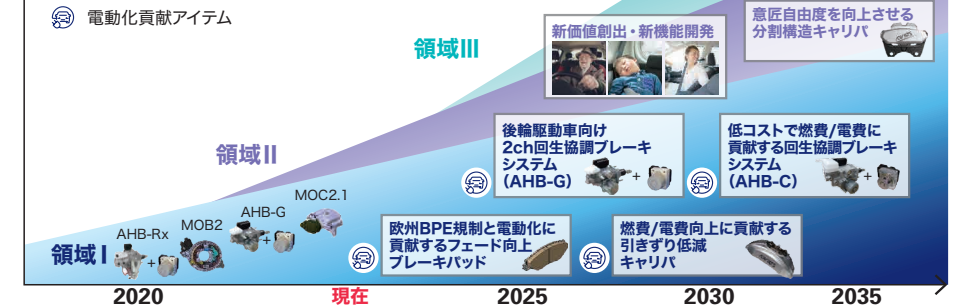 電動化貢献アイテム
領域III
新価値創出・新機能開発
意匠自由度を向上させる
分割構造キャリパ
領域II
後輪駆動車向け
2ch回生協調ブレーキ
システム
(AHB-G)
+
低コストで燃費/電費に
貢献する回生協調ブレーキ
システム
(AHB-C)
+
領域I
AHB-Rx
+
MOB2
AHB-G
+
MOC2.1
欧州BPE規制と電動化に
貢献するフェード向上
ブレーキパッド
燃費/電費向上に貢献する
引きずり低減
キャリパ
2020
現在
2025
2030
2035